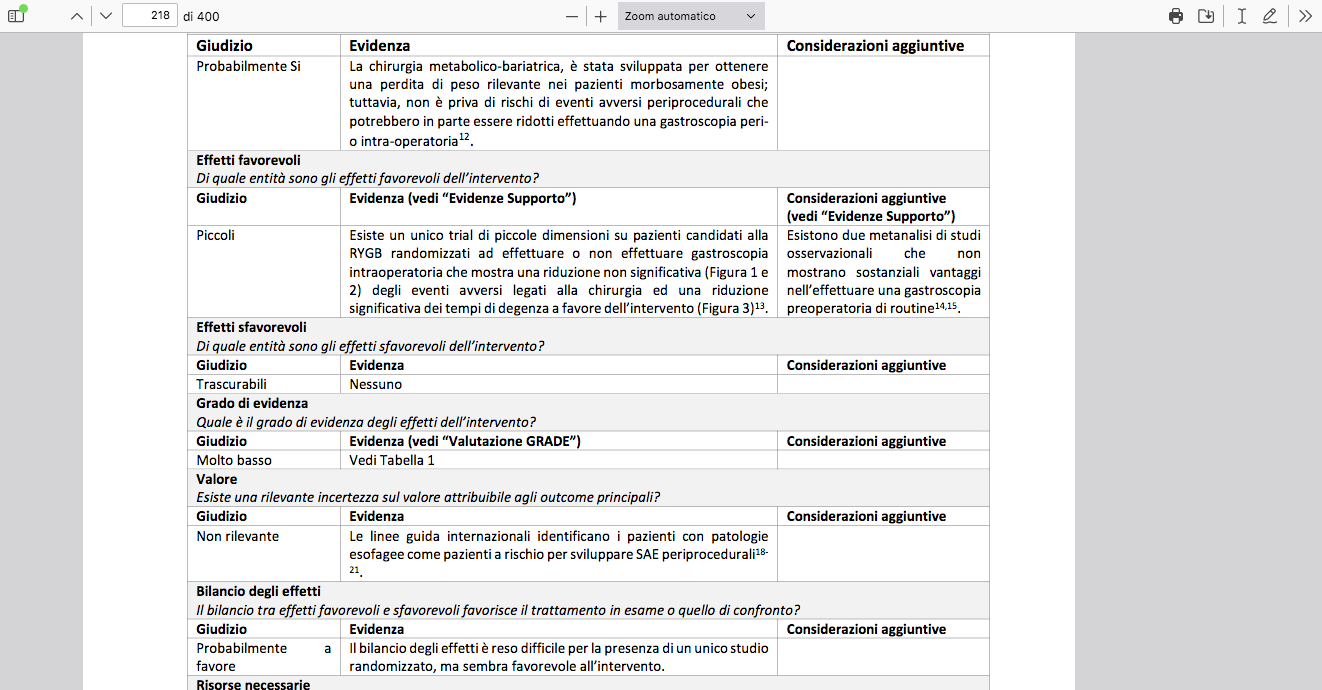 218 di 400
Zoom automatico
Giudizio Evidenza Considerazioni aggiuntive
Probabilmente Si
La chirurgia metabolico-bariatrica, è stata sviluppata per ottenere
una perdita di peso rilevante nei pazienti morbosamente obesi;
tuttavia, non è priva di rischi di eventi avversi periprocedurali che
potrebbero in parte essere ridotti effettuando una gastroscopia peri-
o intra-operatoria12.
Effetti favorevoli
Di quale entità sono gli effetti favorevoli dell’intervento?
Giudizio Evidenza (vedi “Evidenze Supporto”) Considerazioni aggiuntive
(vedi “Evidenze Supporto”)
Piccoli
Esiste un unico trial di piccole dimensioni su pazienti candidati alla
RYGB randomizzati ad effettuare o non effettuare gastroscopia
intraoperatoria che mostra una riduzione non significativa (Figura 1 e
2) degli eventi avversi legati alla chirurgia ed una riduzione
significativa dei tempi di degenza a favore dell’intervento (Figura 3)13.
Esistono due metanalisi di studi
osservazionali che non
mostrano sostanziali vantaggi
nell’effettuare una gastroscopia
preoperatoria di routine14,15.
Effetti sfavorevoli
Di quale entità sono gli effetti sfavorevoli dell’intervento?
Giudizio Evidenza Considerazioni aggiuntive
Trascurabili Nessuno
Grado di evidenza
Quale è il grado di evidenza degli effetti dell’intervento?
Giudizio Evidenza (vedi “Valutazione GRADE”) Considerazioni aggiuntive
Molto basso Vedi Tabella 1
Valore
Esiste una rilevante incertezza sul valore attribuibile agli outcome principali?
Giudizio Evidenza Considerazioni aggiuntive
Non rilevante
Le linee guida internazionali identificano i pazienti con patologie
esofagee come pazienti a rischio per sviluppare SAE periprocedurali18-
21.
Bilancio degli effetti
Il bilancio tra effetti favorevoli e sfavorevoli favorisce il trattamento in esame o quello di confronto?
Giudizio Evidenza Considerazioni aggiuntive
Probabilmente a
favore
Il bilancio degli effetti è reso difficile per la presenza di un unico studio
randomizzato, ma sembra favorevole all’intervento.
Risorse necessarie